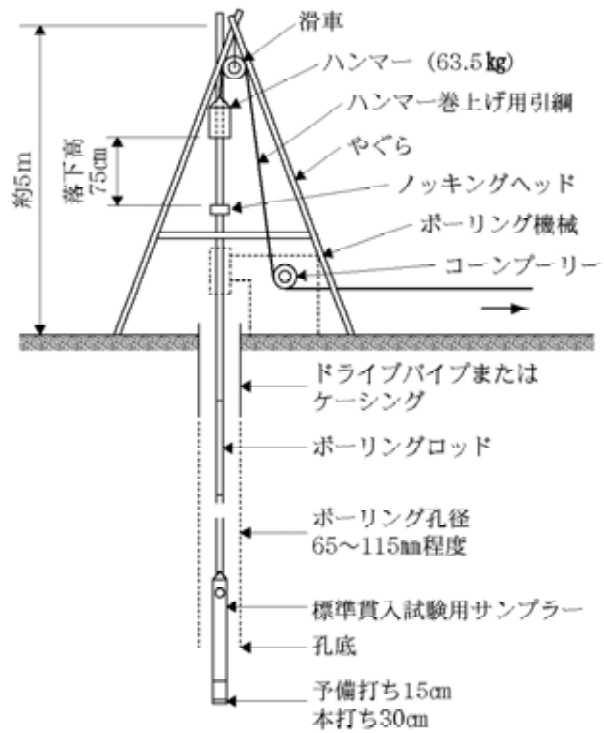 滑車
ハンマー（63.5㎏）
ハンマー巻上げ用引綱
やぐら
ノッキングヘッド
ボーリング機械
コーンプーリー
約5m
落下高
75㎝
ドライブパイプまたは
ケーシング
ボーリングロッド
ボーリング孔径
65～115㎜程度
標準貫入試験用サンプラー
孔底
予備打ち15㎝
本打ち30㎝